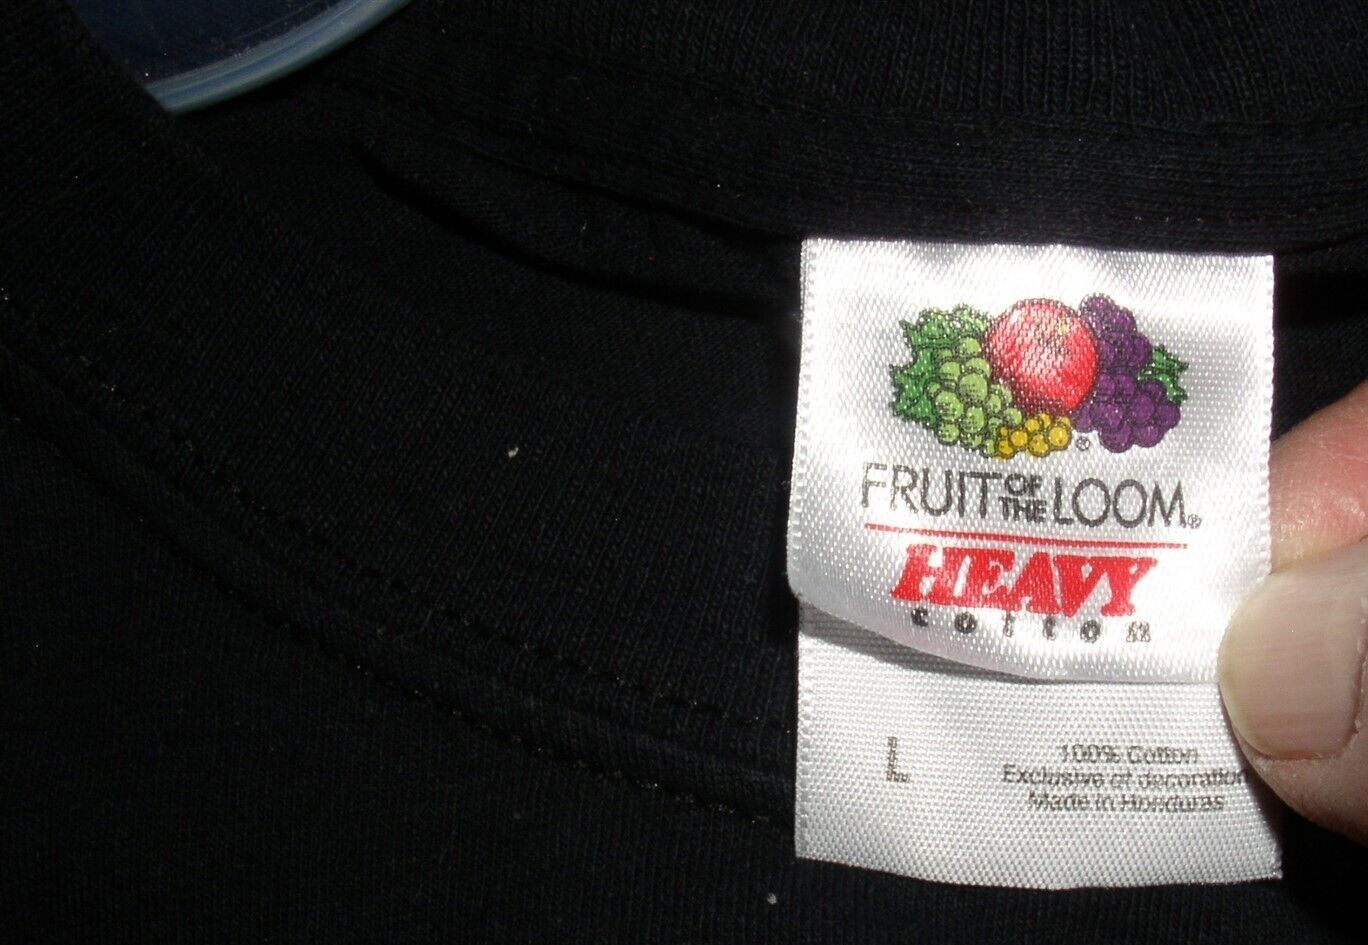 ®
FRUIT OF THE LOOM®
HEAVY
cotton
L
100% Cotton
Exclusive of decoration
Made in Honduras